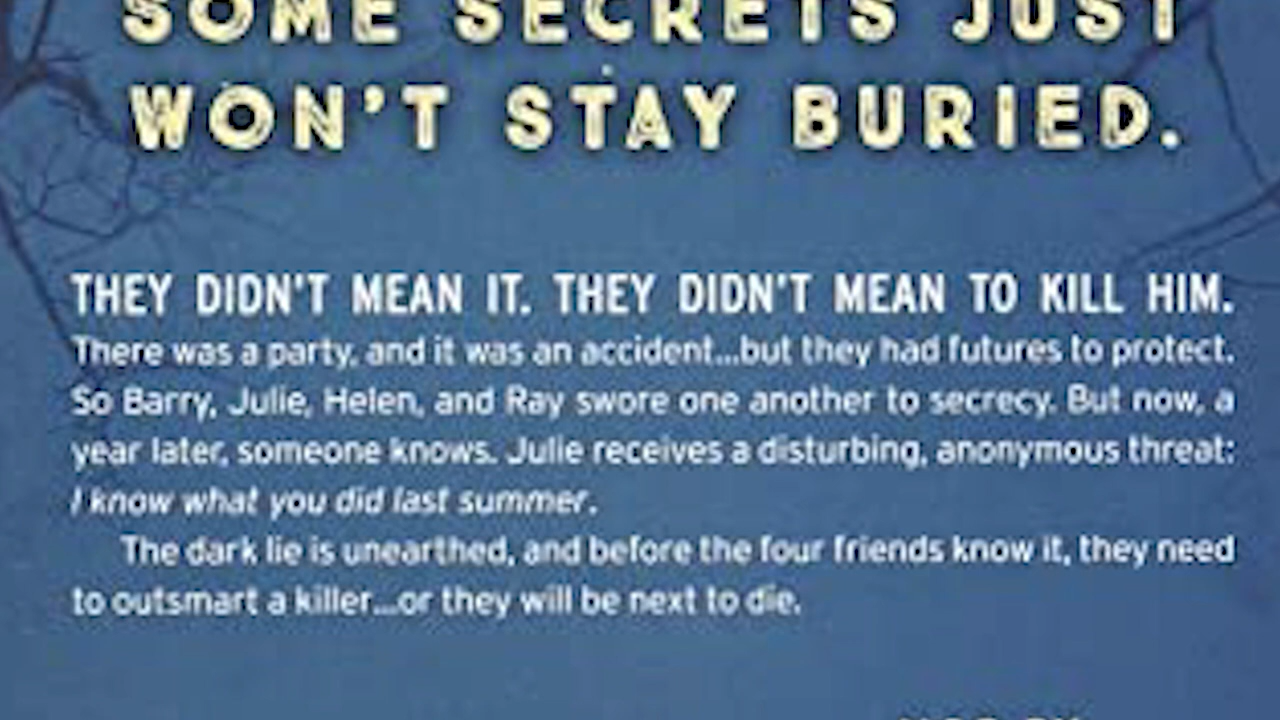 SOME SECRETS JUST
WON'T STAY BURIED.
THEY DIDN'T MEAN IT. THEY DIDN'T MEAN TO KILL HIM.
There was a party, and it was an accident...but they had futures to protect.
So Barry, Julie, Helen, and Ray swore one another to secrecy. But now, a
year later, someone knows. Julie receives a disturbing, anonymous threat:
I know what you did last summer.
The dark lie is unearthed, and before the four friends know it, they need
to outsmart a killer...or they will be next to die.